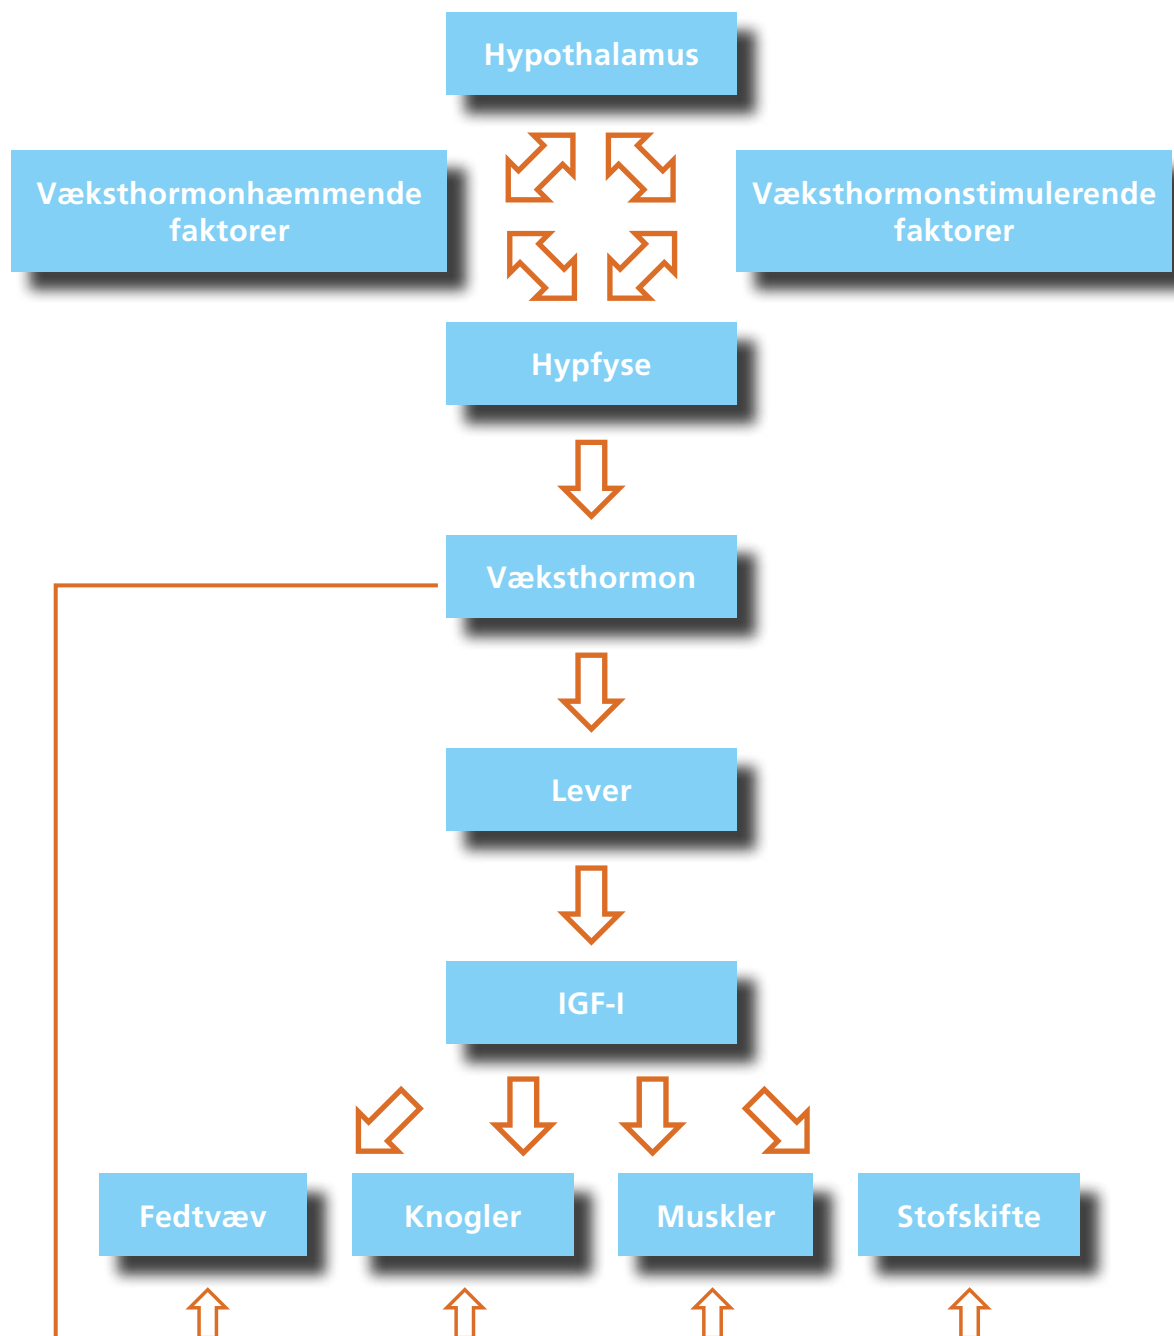 Hypothalamus
Væksthormonhæmmende
faktorer
Væksthormonstimulerende
faktorer
Hypfyse
Væksthormon
Lever
IGF-I
Fedtvæv
Knogler
Muskler
Stofskifte